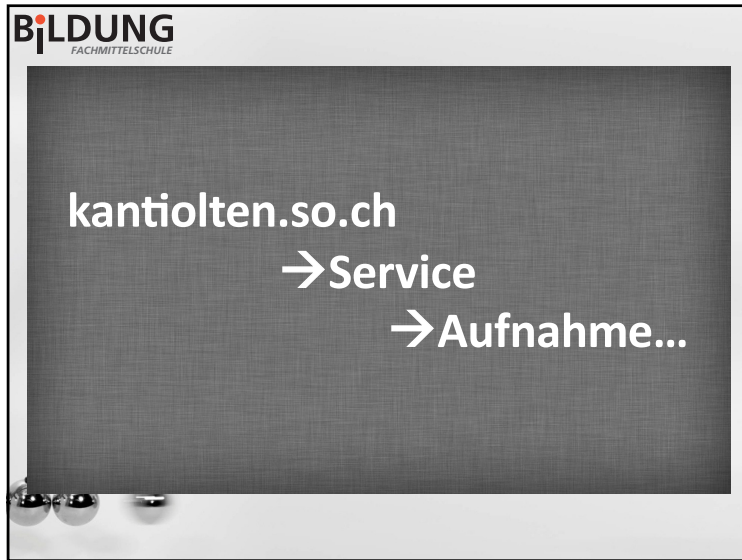 BiLDUNG
FACHMITTELSCHULE
kantiolten.so.ch
→Service
→Aufnahme...